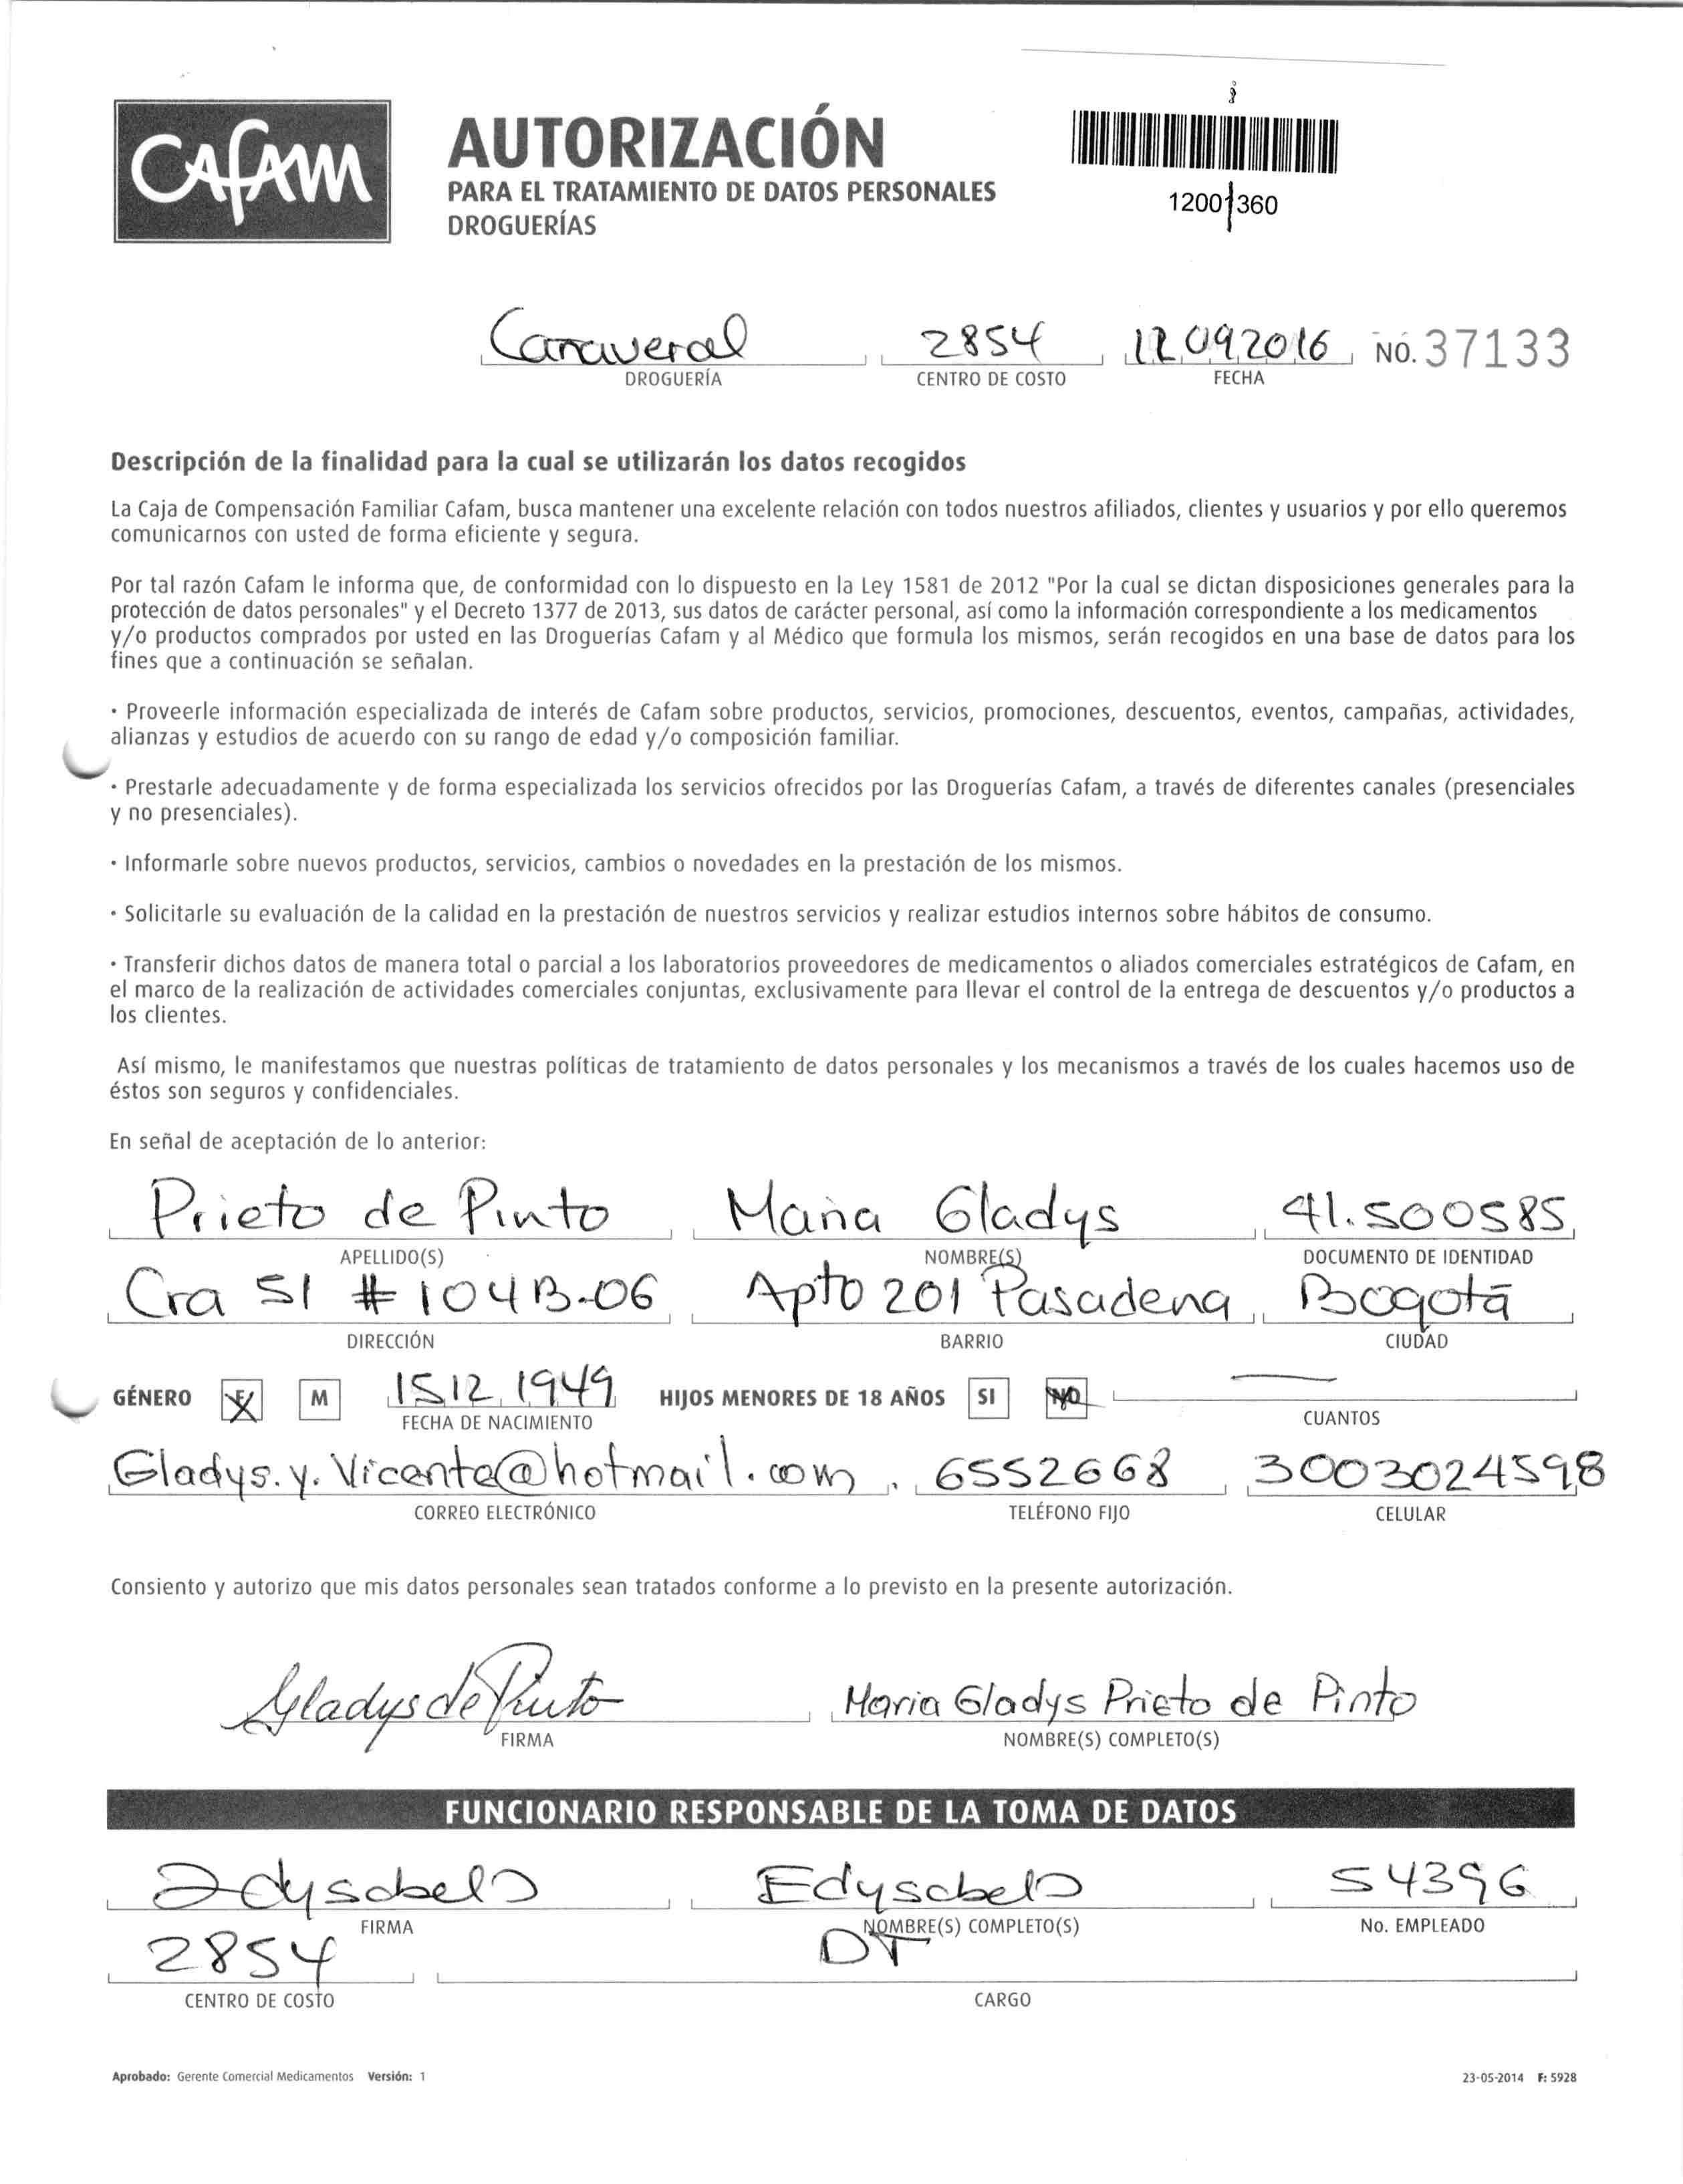 CAFAM
AUTORIZACIÓN
PARA EL TRATAMIENTO DE DATOS PERSONALES
DROGUERÍAS
1200 360
Canaveral 2854 12 09 2016 NO. 37133
DROGUERÍA CENTRO DE COSTO FECHA
Descripción de la finalidad para la cual se utilizarán los datos recogidos
La Caja de Compensación Familiar Cafam, busca mantener una excelente relación con todos nuestros afiliados, clientes y usuarios y por ello queremos
comunicarnos con usted de forma eficiente y segura.
Por tal razón Cafam le informa que, de conformidad con lo dispuesto en la Ley 1581 de 2012 "Por la cual se dictan disposiciones generales para la
protección de datos personales" y el Decreto 1377 de 2013, sus datos de carácter personal, así como la información correspondiente a los medicamentos
y/o productos comprados por usted en las Droguerías Cafam y al Médico que formula los mismos, serán recogidos en una base de datos para los
fines que a continuación se señalan.
· Proveerle información especializada de interés de Cafam sobre productos, servicios, promociones, descuentos, eventos, campañas, actividades,
alianzas y estudios de acuerdo con su rango de edad y/o composición familiar.
· Prestarle adecuadamente y de forma especializada los servicios ofrecidos por las Droguerías Cafam, a través de diferentes canales (presenciales
y no presenciales).
· Informarle sobre nuevos productos, servicios, cambios o novedades en la prestación de los mismos.
· Solicitarle su evaluación de la calidad en la prestación de nuestros servicios y realizar estudios internos sobre hábitos de consumo.
· Transferir dichos datos de manera total o parcial a los laboratorios proveedores de medicamentos o aliados comerciales estratégicos de Cafam, en
el marco de la realización de actividades comerciales conjuntas, exclusivamente para llevar el control de la entrega de descuentos y/o productos a
los clientes.
Así mismo, le manifestamos que nuestras políticas de tratamiento de datos personales y los mecanismos a través de los cuales hacemos uso de
éstos son seguros y confidenciales.
En señal de aceptación de lo anterior:
Prieto de Pinto Maria Gladys 41.500585
APELLIDO(S) NOMBRE(S) DOCUMENTO DE IDENTIDAD
Cra 51 # 104B-06 Apto 201 Pasadena Bogotá
DIRECCIÓN BARRIO CIUDAD
GÉNERO F M 15 12 1949 HIJOS MENORES DE 18 AÑOS SI NO
FECHA DE NACIMIENTO CUANTOS
Gladys.y.Vicente@hotmail.com 6552668 3003024598
CORREO ELECTRÓNICO TELÉFONO FIJO CELULAR
Consiento y autorizo que mis datos personales sean tratados conforme a lo previsto en la presente autorización.
Gladys de Pinto Maria Gladys Prieto de Pinto
FIRMA NOMBRE(S) COMPLETO(S)
FUNCIONARIO RESPONSABLE DE LA TOMA DE DATOS
Edysabel Edysabel 54396
FIRMA NOMBRE(S) COMPLETO(S) No. EMPLEADO
2854 DT
CENTRO DE COSTO CARGO
Aprobado: Gerente Comercial Medicamentos Versión: 1 23-05-2014 F: 5928